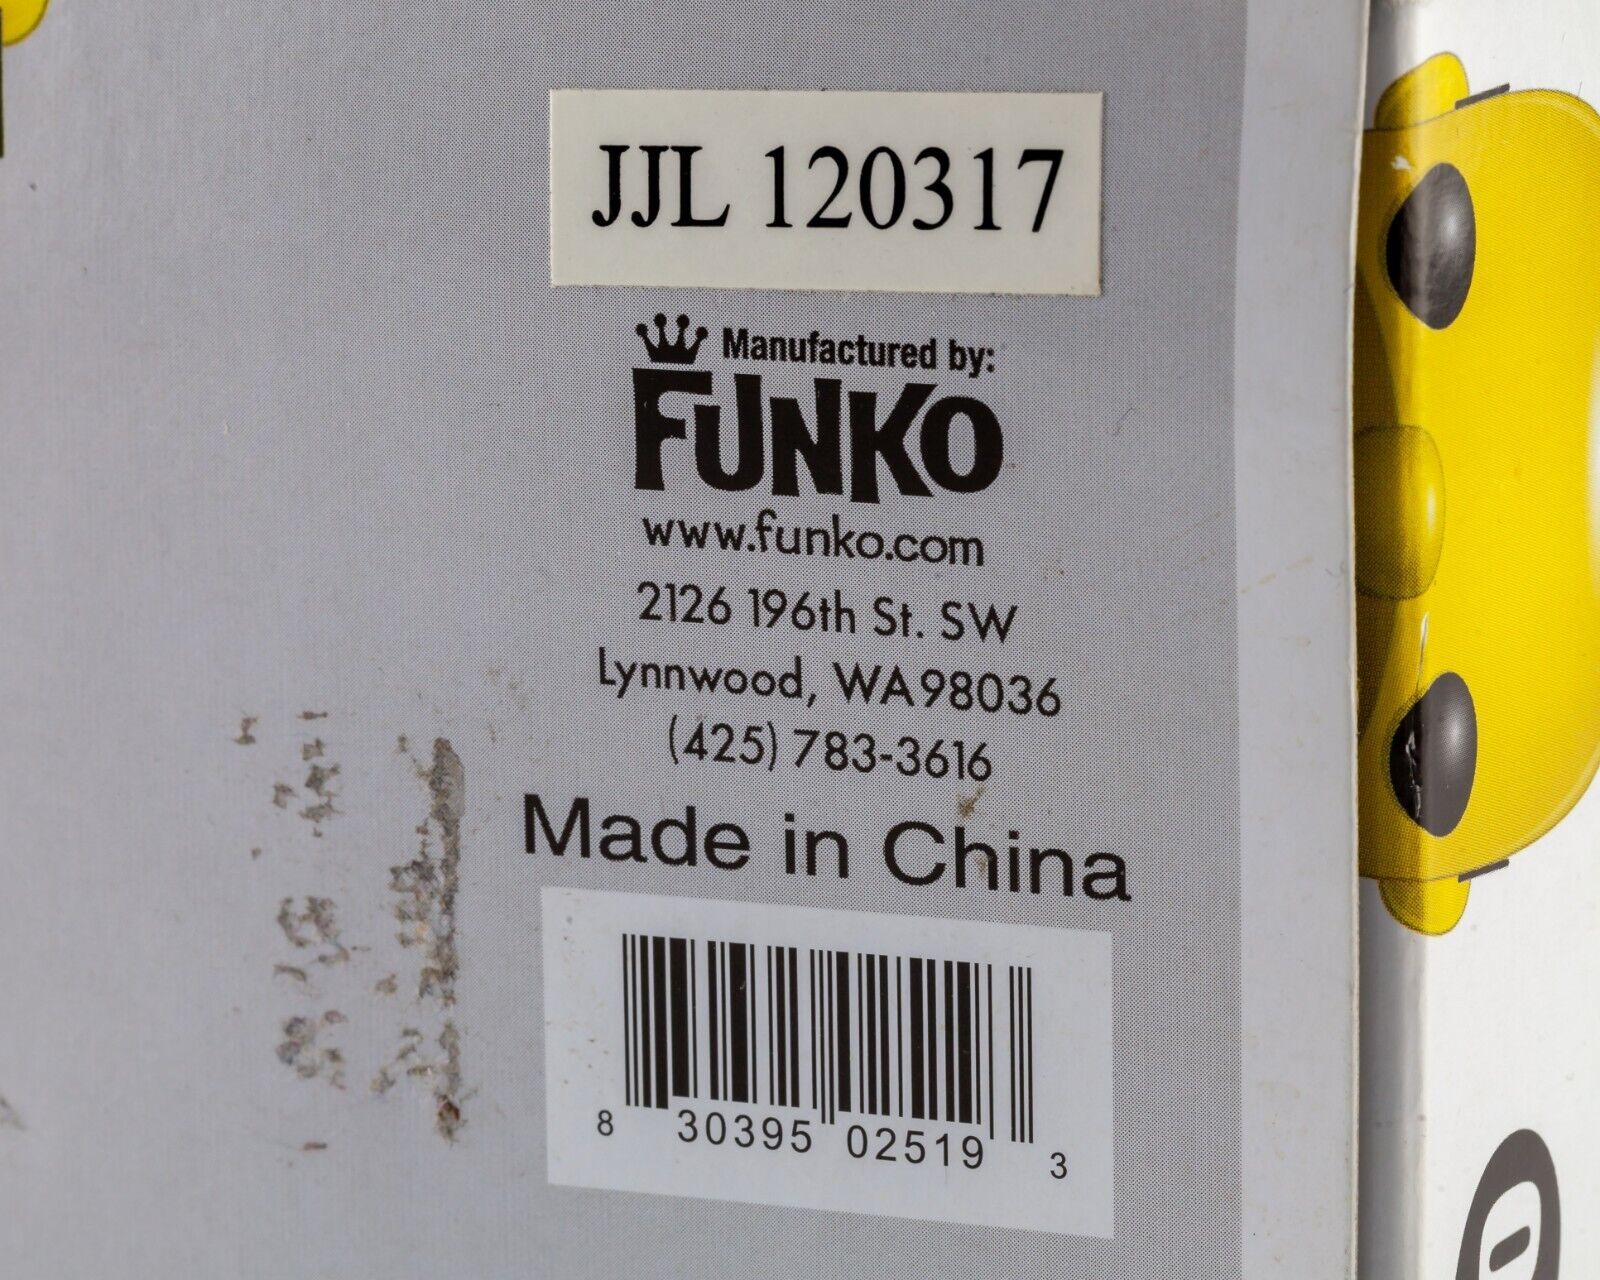 JJL 120317
Manufactured by:
FUNKO
www.funko.com
2126 196th St. SW
Lynnwood, WA98036
(425) 783-3616
Made in China
8 30395 02519 3